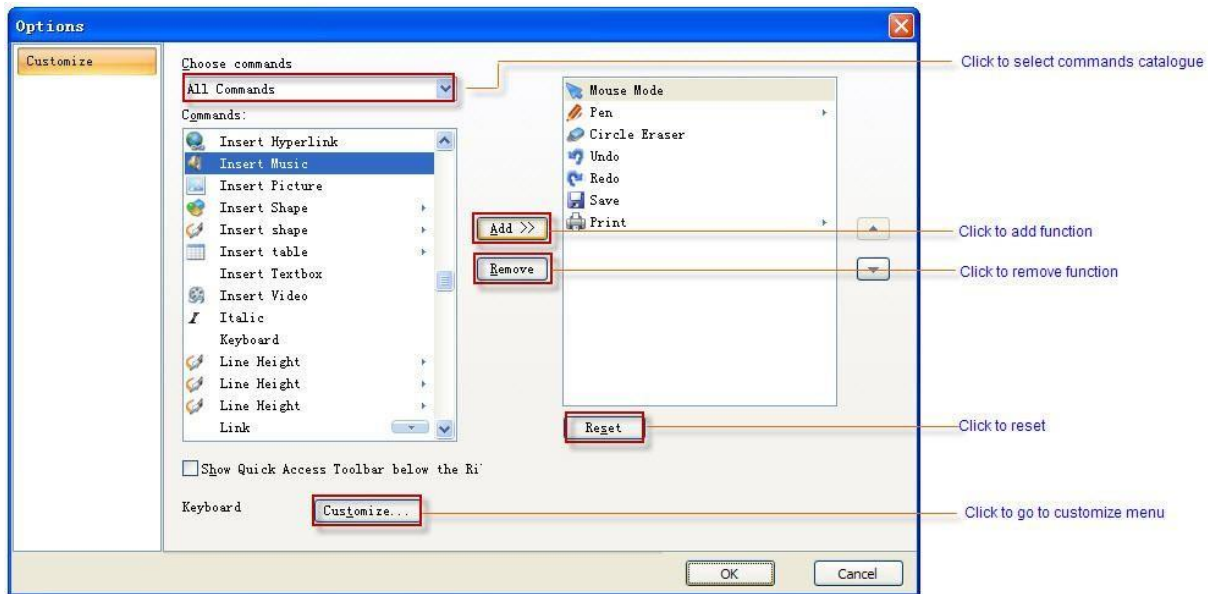 Options
Customize
Choose commands
All Commands
Commands:
Insert Hyperlink
Insert Music
Insert Picture
Insert Shape
Insert shape
Insert table
Insert Textbox
Insert Video
Italic
Keyboard
Line Height
Line Height
Line Height
Link
Add >>
Remove
Mouse Mode
Pen
Circle Eraser
Undo
Redo
Save
Print
Reset
Show Quick Access Toolbar below the Ri
Keyboard
Customize...
OK
Cancel
Click to select commands catalogue
Click to add function
Click to remove function
Click to reset
Click to go to customize menu